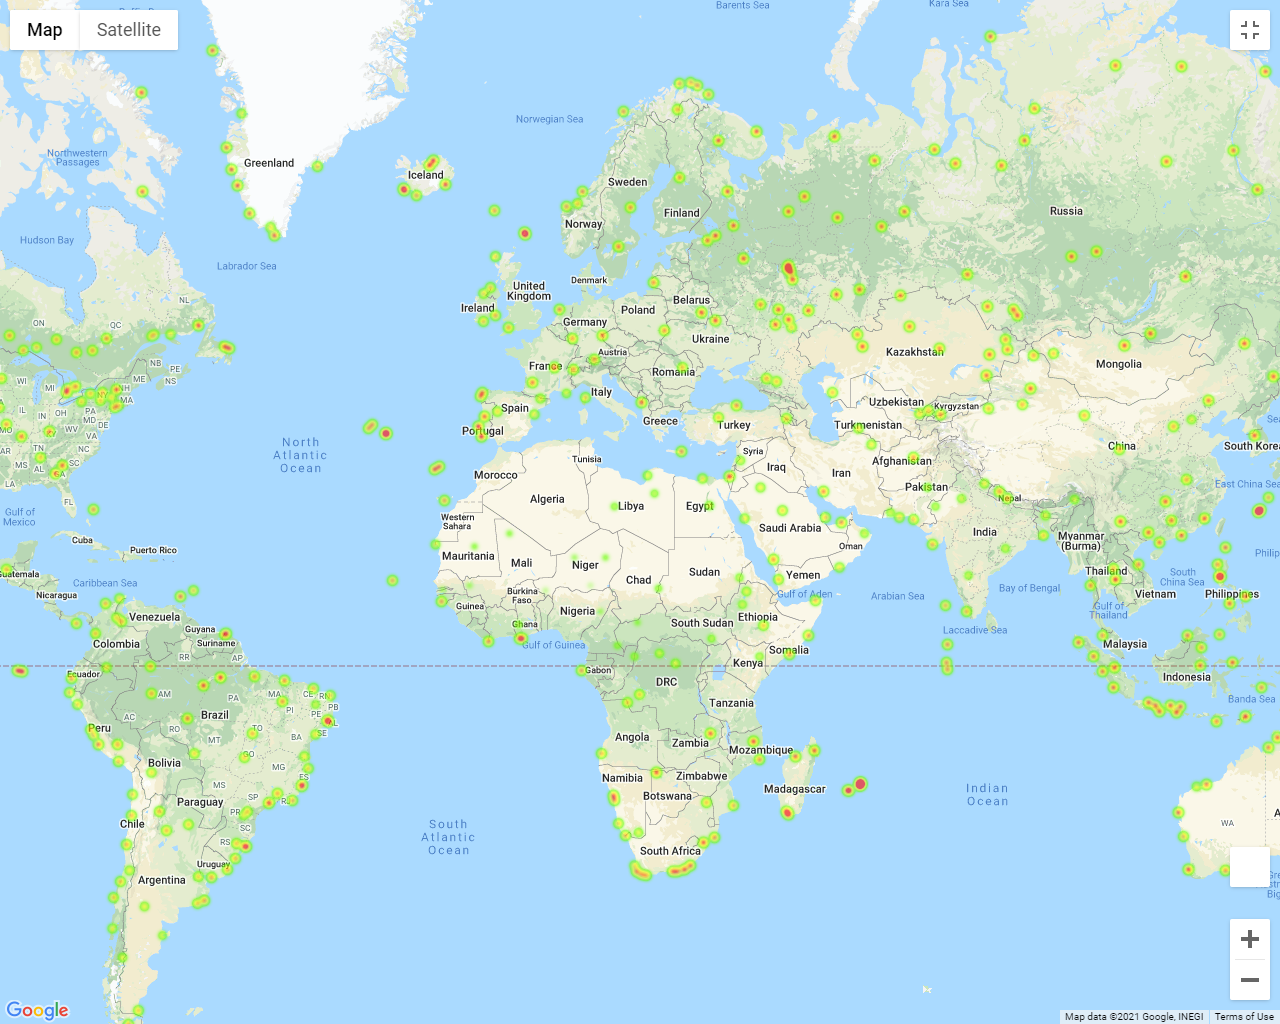 Map
Satellite
Barents Sea
Kara Sea
Norwegian Sea
Northwestern
Passages
Greenland
Iceland
Sweden
Norway
Finland
Russia
Hudson Bay
Labrador Sea
Denmark
United
Kingdom
Ireland
NL
ON
QC
Belarus
Poland
Germany
Ukraine
Austria
France
Romania
Kazakhstan
Mongolia
NB
PE
NS
ME
WI
MI
NY
MA
PA
MD
IL
IN
OH
WV
VA
KY
NC
TN
SC
AR
MS
AL
GA
LA
FL
Italy
Spain
Portugal
Greece
Turkey
Uzbekistan
Kyrgyzstan
Turkmenistan
China
South Korea
North
Atlantic
Ocean
Tunisia
Syria
Iraq
Iran
Afghanistan
Pakistan
Nepal
East China Sea
Morocco
Algeria
Libya
Egypt
Western
Sahara
Saudi Arabia
Oman
India
Myanmar
(Burma)
Gulf of
Mexico
Cuba
Puerto Rico
Guatemala
Nicaragua
Caribbean Sea
Mauritania
Mali
Niger
Chad
Sudan
Yemen
Gulf of Aden
Arabian Sea
Bay of Bengal
Thailand
Vietnam
South
China Sea
Philippines
Gulf of
Thailand
Burkina
Faso
Guinea
Nigeria
Ghana
Gulf of Guinea
South Sudan
Ethiopia
Somalia
Laccadive Sea
Malaysia
Venezuela
Guyana
Suriname
Colombia
Ecuador
RR
AP
AM
PA
MA
CE
RN
PB
PE
AL
SE
Gabon
DRC
Kenya
Tanzania
Indonesia
Banda Sea
Peru
Brazil
AC
RO
TO
MT
BA
GO
MG
ES
MS
SP
RJ
PR
SC
RS
Bolivia
Paraguay
Chile
Uruguay
Argentina
Angola
Zambia
Mozambique
Namibia
Zimbabwe
Botswana
Madagascar
South Africa
Indian
Ocean
South
Atlantic
Ocean
WA
Google
Map data ©2021 Google, INEGI
Terms of Use